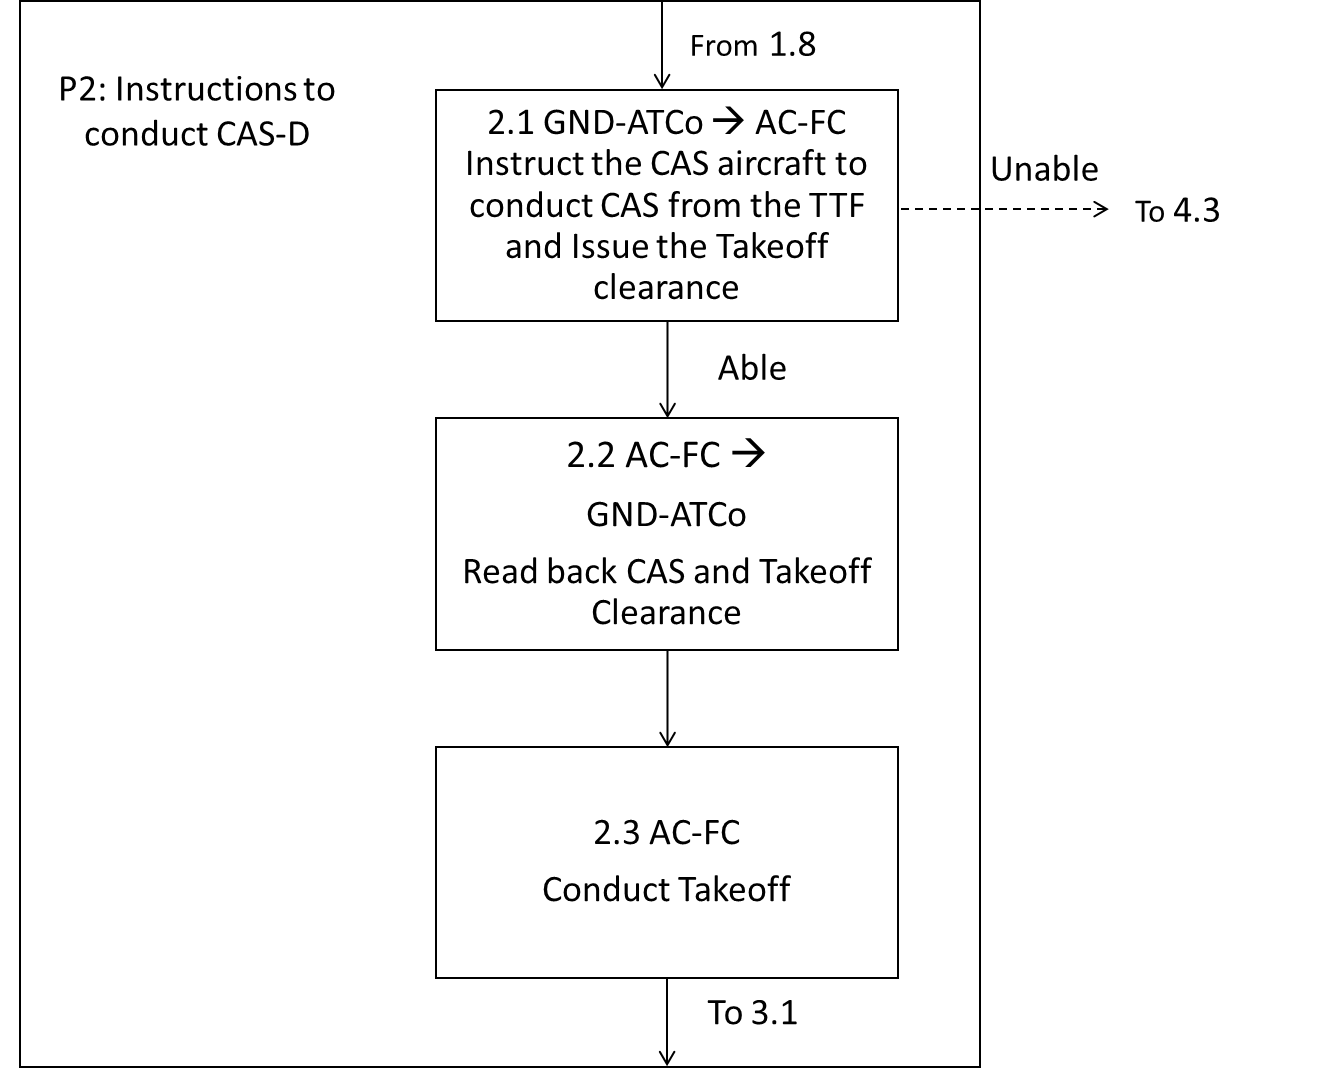 From 1.8
P2: Instructions to
conduct CAS-D
2.1 GND-ATCo → AC-FC
Instruct the CAS aircraft to
conduct CAS from the TTF
and Issue the Takeoff
clearance
Unable
To 4.3
Able
2.2 AC-FC →
GND-ATCo
Read back CAS and Takeoff
Clearance
2.3 AC-FC
Conduct Takeoff
To 3.1